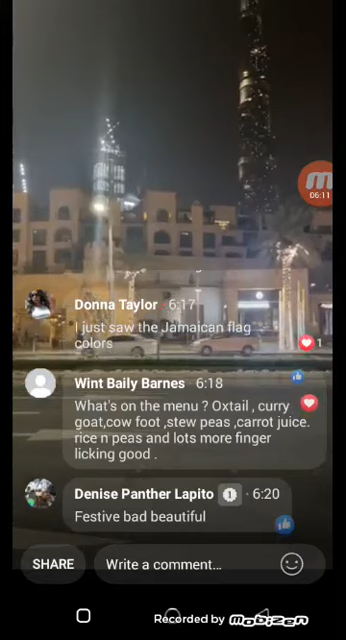 06:11
Donna Taylor · 6:17
I just saw the Jamaican flag
colors
1
Wint Baily Barnes · 6:18
What's on the menu ? Oxtail , curry
goat,cow foot ,stew peas ,carrot juice.
rice n peas and lots more finger
licking good .
Denise Panther Lapito · 6:20
Festive bad beautiful
SHARE
Write a comment...
Recorded by mobizen